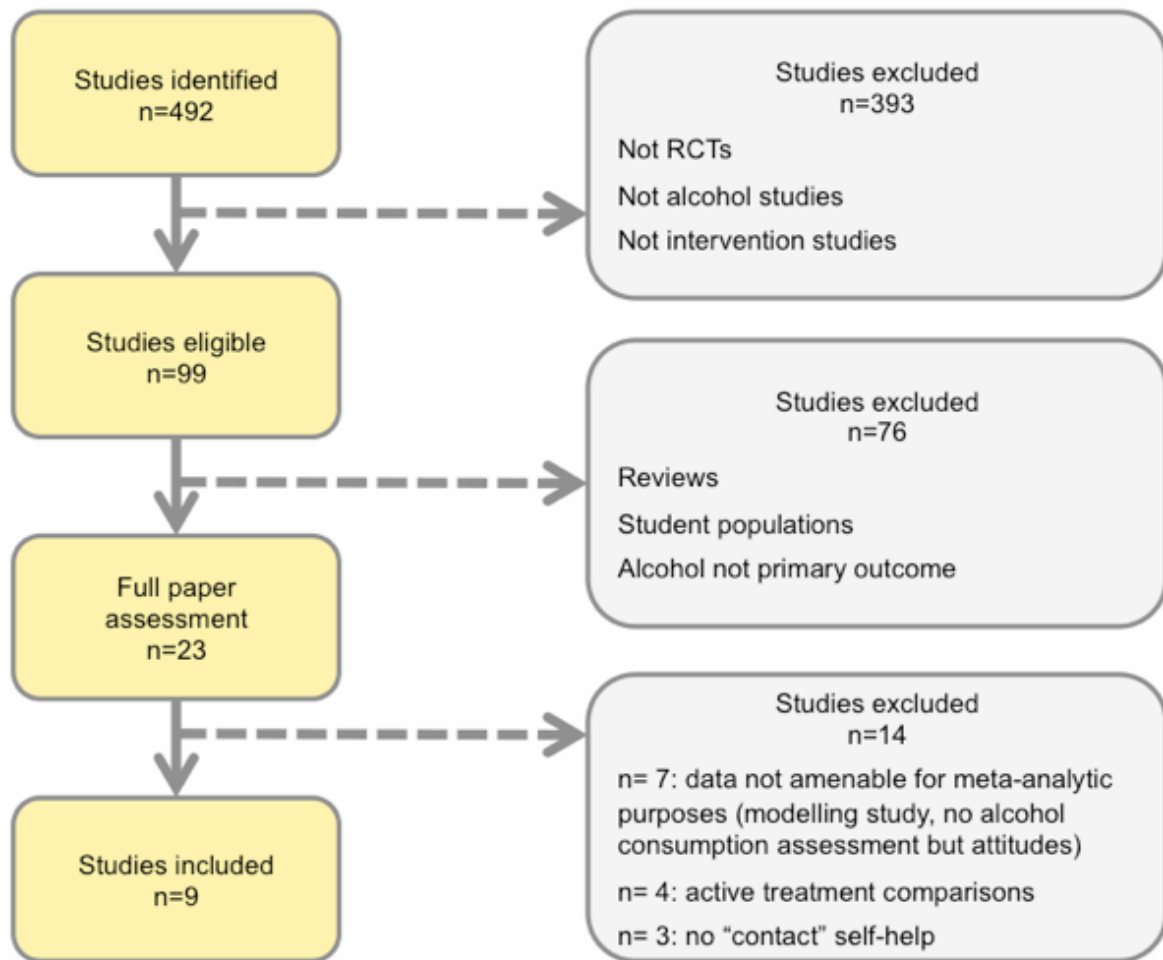 Studies identified
n=492
Studies excluded
n=393
Not RCTs
Not alcohol studies
Not intervention studies
Studies eligible
n=99
Studies excluded
n=76
Reviews
Student populations
Alcohol not primary outcome
Full paper
assessment
n=23
Studies excluded
n=14
n= 7: data not amenable for meta-analytic
purposes (modelling study, no alcohol
consumption assessment but attitudes)
n= 4: active treatment comparisons
n= 3: no “contact” self-help
Studies included
n=9